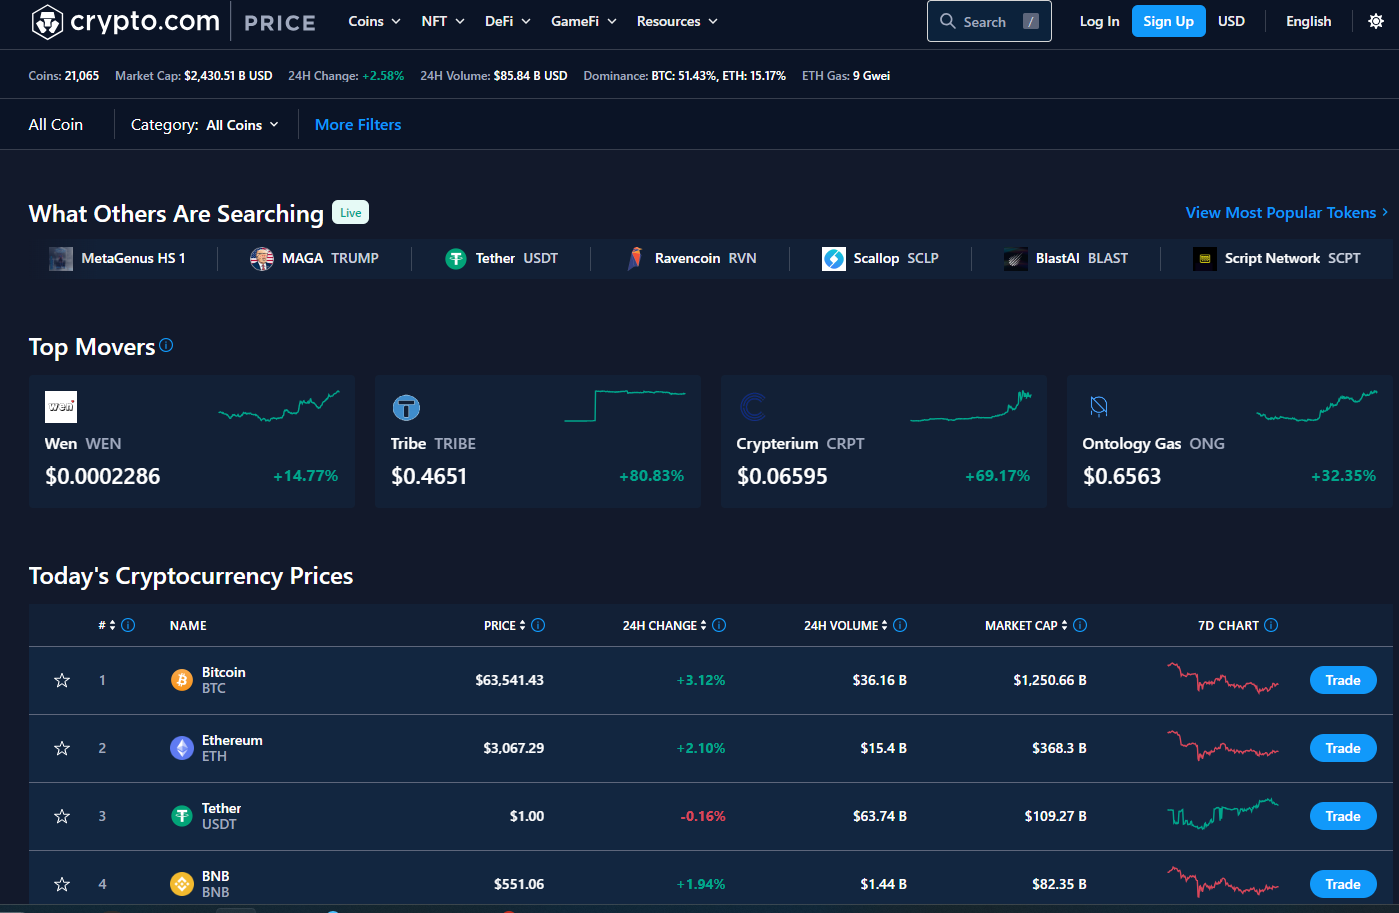 crypto.com PRICE Coins NFT DeFi GameFi Resources Search / Log In Sign Up USD English
Coins: 21,065 Market Cap: $2,430.51 B USD 24H Change: +2.58% 24H Volume: $85.84 B USD Dominance: BTC: 51.43%, ETH: 15.17% ETH Gas: 9 Gwei
All Coin Category: All Coins More Filters
What Others Are Searching Live View Most Popular Tokens
MetaGenus HS 1 MAGA TRUMP Tether USDT Ravencoin RVN Scallop SCLP BlastAI BLAST Script Network SCPT
Top Movers
wen
Wen WEN Tribe TRIBE Crypterium CRPT Ontology Gas ONG
$0.0002286 +14.77% $0.4651 +80.83% $0.06595 +69.17% $0.6563 +32.35%
Today's Cryptocurrency Prices
# NAME PRICE 24H CHANGE 24H VOLUME MARKET CAP 7D CHART
1 Bitcoin BTC $63,541.43 +3.12% $36.16 B $1,250.66 B Trade
2 Ethereum ETH $3,067.29 +2.10% $15.4 B $368.3 B Trade
3 Tether USDT $1.00 -0.16% $63.74 B $109.27 B Trade
4 BNB BNB $551.06 +1.94% $1.44 B $82.35 B Trade